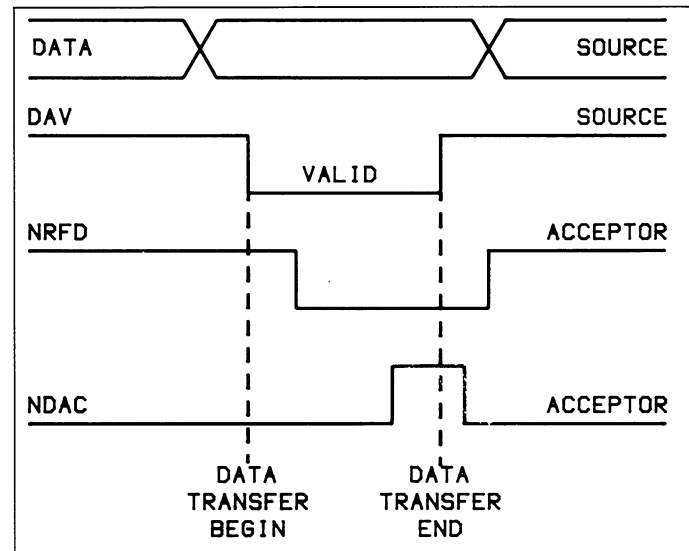 DATA SOURCE
DAV SOURCE
VALID
NRFD ACCEPTOR
NDAC ACCEPTOR
DATA TRANSFER BEGIN
DATA TRANSFER END